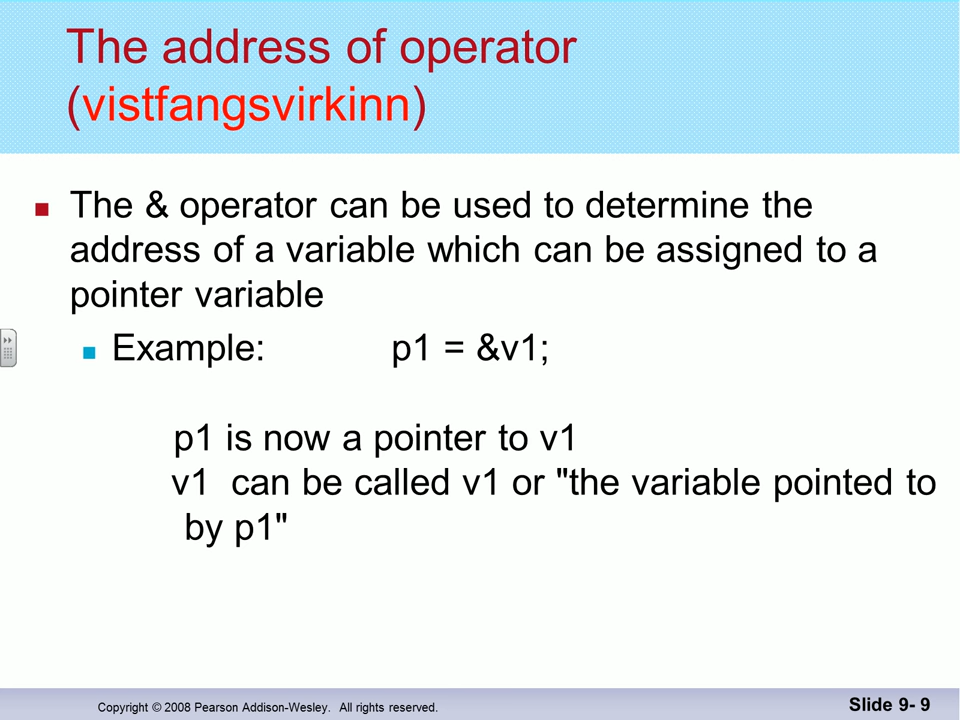 The address of operator
(vistfangsvirkinn)
The & operator can be used to determine the
address of a variable which can be assigned to a
pointer variable
Example: p1 = &v1;
p1 is now a pointer to v1
v1 can be called v1 or "the variable pointed to
by p1"
Copyright © 2008 Pearson Addison-Wesley. All rights reserved.
Slide 9- 9